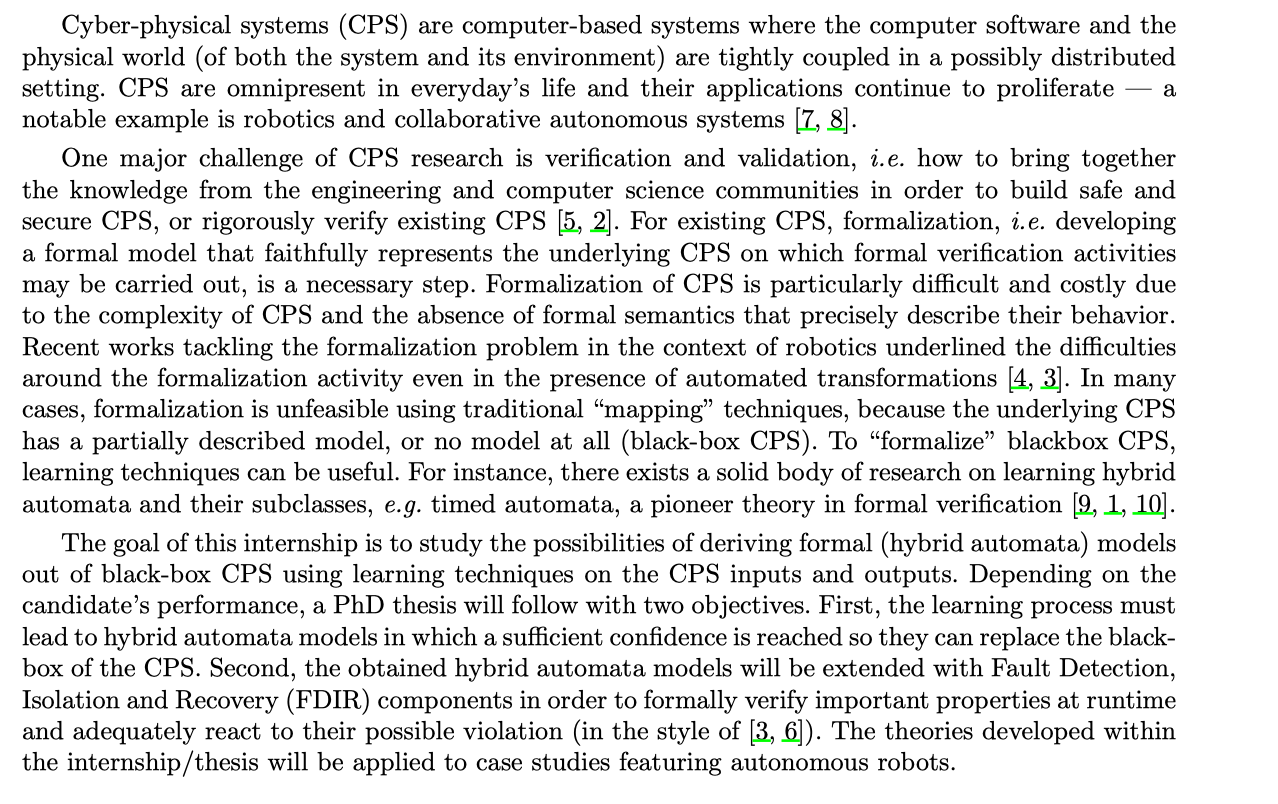 Cyber-physical systems (CPS) are computer-based systems where the computer software and the
physical world (of both the system and its environment) are tightly coupled in a possibly distributed
setting. CPS are omnipresent in everyday's life and their applications continue to proliferate — a
notable example is robotics and collaborative autonomous systems [7, 8].
One major challenge of CPS research is verification and validation, i.e. how to bring together
the knowledge from the engineering and computer science communities in order to build safe and
secure CPS, or rigorously verify existing CPS [5, 2]. For existing CPS, formalization, i.e. developing
a formal model that faithfully represents the underlying CPS on which formal verification activities
may be carried out, is a necessary step. Formalization of CPS is particularly difficult and costly due
to the complexity of CPS and the absence of formal semantics that precisely describe their behavior.
Recent works tackling the formalization problem in the context of robotics underlined the difficulties
around the formalization activity even in the presence of automated transformations [4, 3]. In many
cases, formalization is unfeasible using traditional “mapping” techniques, because the underlying CPS
has a partially described model, or no model at all (black-box CPS). To “formalize” blackbox CPS,
learning techniques can be useful. For instance, there exists a solid body of research on learning hybrid
automata and their subclasses, e.g. timed automata, a pioneer theory in formal verification [9, 1, 10].
The goal of this internship is to study the possibilities of deriving formal (hybrid automata) models
out of black-box CPS using learning techniques on the CPS inputs and outputs. Depending on the
candidate's performance, a PhD thesis will follow with two objectives. First, the learning process must
lead to hybrid automata models in which a sufficient confidence is reached so they can replace the black-
box of the CPS. Second, the obtained hybrid automata models will be extended with Fault Detection,
Isolation and Recovery (FDIR) components in order to formally verify important properties at runtime
and adequately react to their possible violation (in the style of [3, 6]). The theories developed within
the internship/thesis will be applied to case studies featuring autonomous robots.